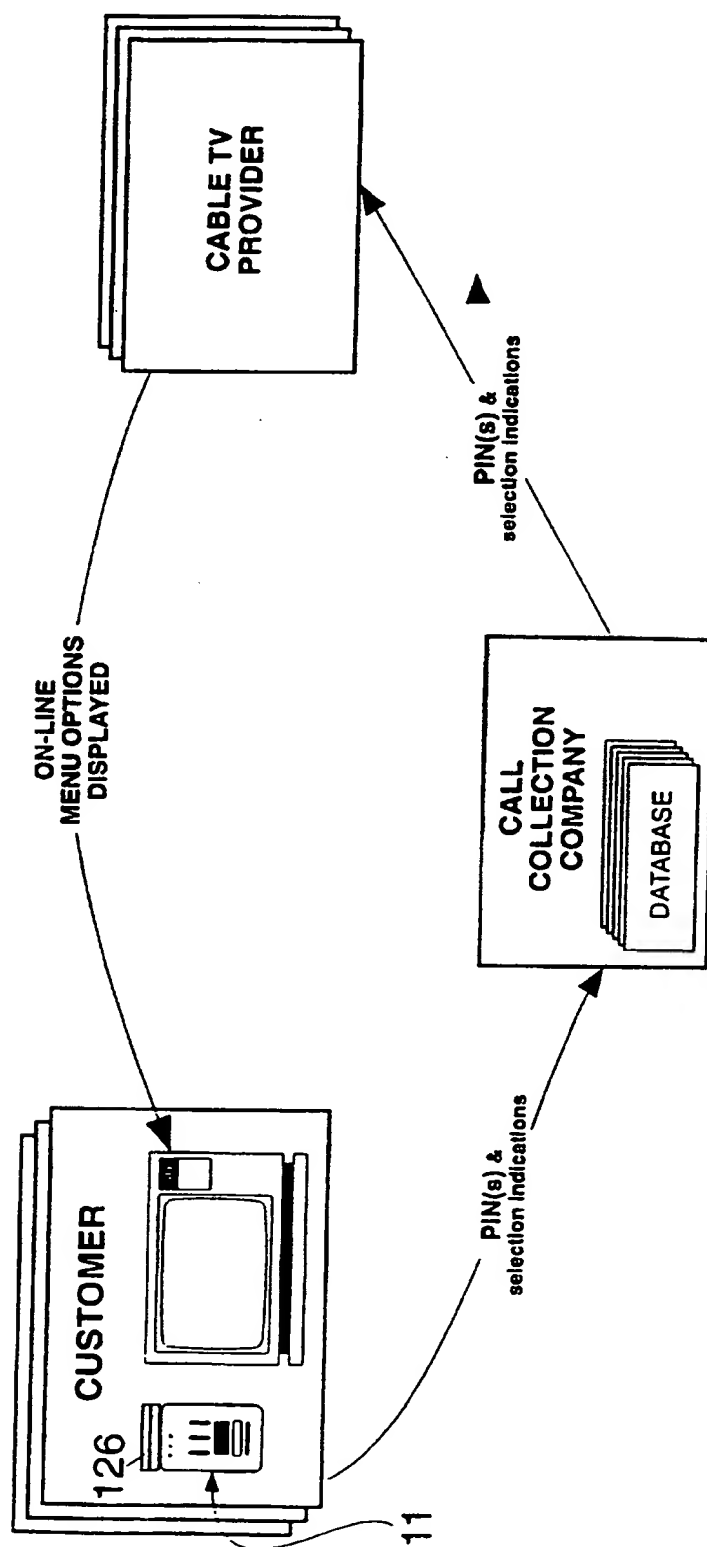 CUSTOMER
126
11
ON-LINE
MENU OPTIONS
DISPLAYED
CABLE TV
PROVIDER
PIN(s) &
selection indications
CALL
COLLECTION
COMPANY
DATABASE
PIN(s) &
selection indications